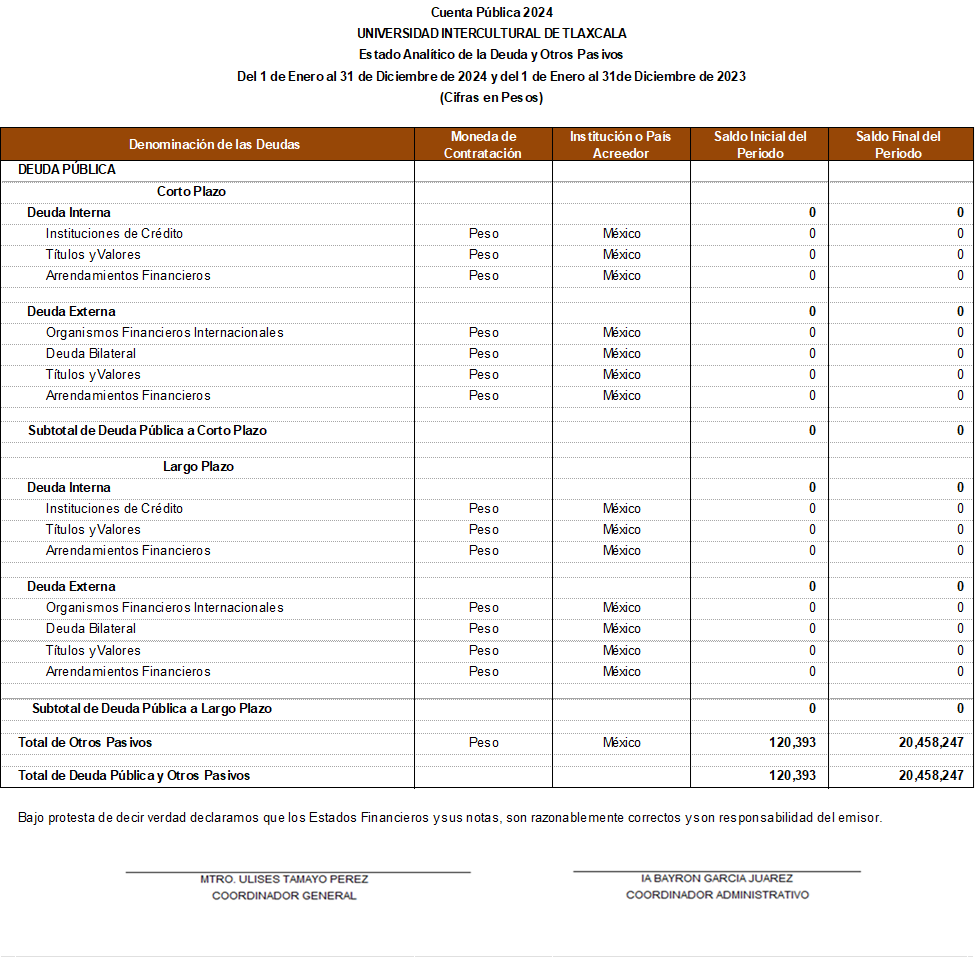 Cuenta Pública 2024
UNIVERSIDAD INTERCULTURAL DE TLAXCALA
Estado Analítico de la Deuda y Otros Pasivos
Del 1 de Enero al 31 de Diciembre de 2024 y del 1 de Enero al 31de Diciembre de 2023
(Cifras en Pesos)
Denominación de las Deudas Moneda de Contratación Institución o País Acreedor Saldo Inicial del Periodo Saldo Final del Periodo
DEUDA PÚBLICA
Corto Plazo
Deuda Interna 0 0
Instituciones de Crédito Peso México 0 0
Títulos y Valores Peso México 0 0
Arrendamientos Financieros Peso México 0 0
Deuda Externa 0 0
Organismos Financieros Internacionales Peso México 0 0
Deuda Bilateral Peso México 0 0
Títulos y Valores Peso México 0 0
Arrendamientos Financieros Peso México 0 0
Subtotal de Deuda Pública a Corto Plazo 0 0
Largo Plazo
Deuda Interna 0 0
Instituciones de Crédito Peso México 0 0
Títulos y Valores Peso México 0 0
Arrendamientos Financieros Peso México 0 0
Deuda Externa 0 0
Organismos Financieros Internacionales Peso México 0 0
Deuda Bilateral Peso México 0 0
Títulos y Valores Peso México 0 0
Arrendamientos Financieros Peso México 0 0
Subtotal de Deuda Pública a Largo Plazo 0 0
Total de Otros Pasivos Peso México 120,393 20,458,247
Total de Deuda Pública y Otros Pasivos 120,393 20,458,247
Bajo protesta de decir verdad declaramos que los Estados Financieros y sus notas, son razonablemente correctos y son responsabilidad del emisor.
MTRO. ULISES TAMAYO PEREZ
COORDINADOR GENERAL
IA BAYRON GARCIA JUAREZ
COORDINADOR ADMINISTRATIVO